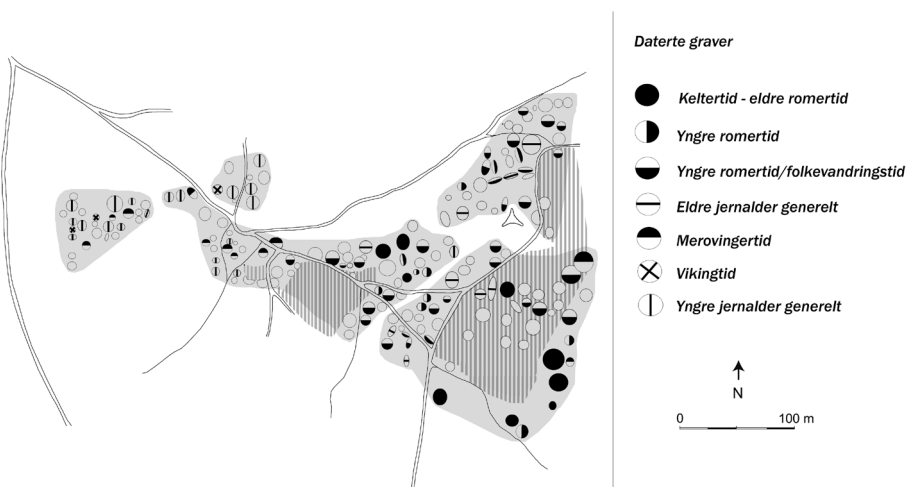 Daterte graver
Keltertid - eldre romertid
Yngre romertid
Yngre romertid/folkevandringstid
Eldre jernalder generelt
Merovingertid
Vikingtid
Yngre jernalder generelt
N
0 100 m